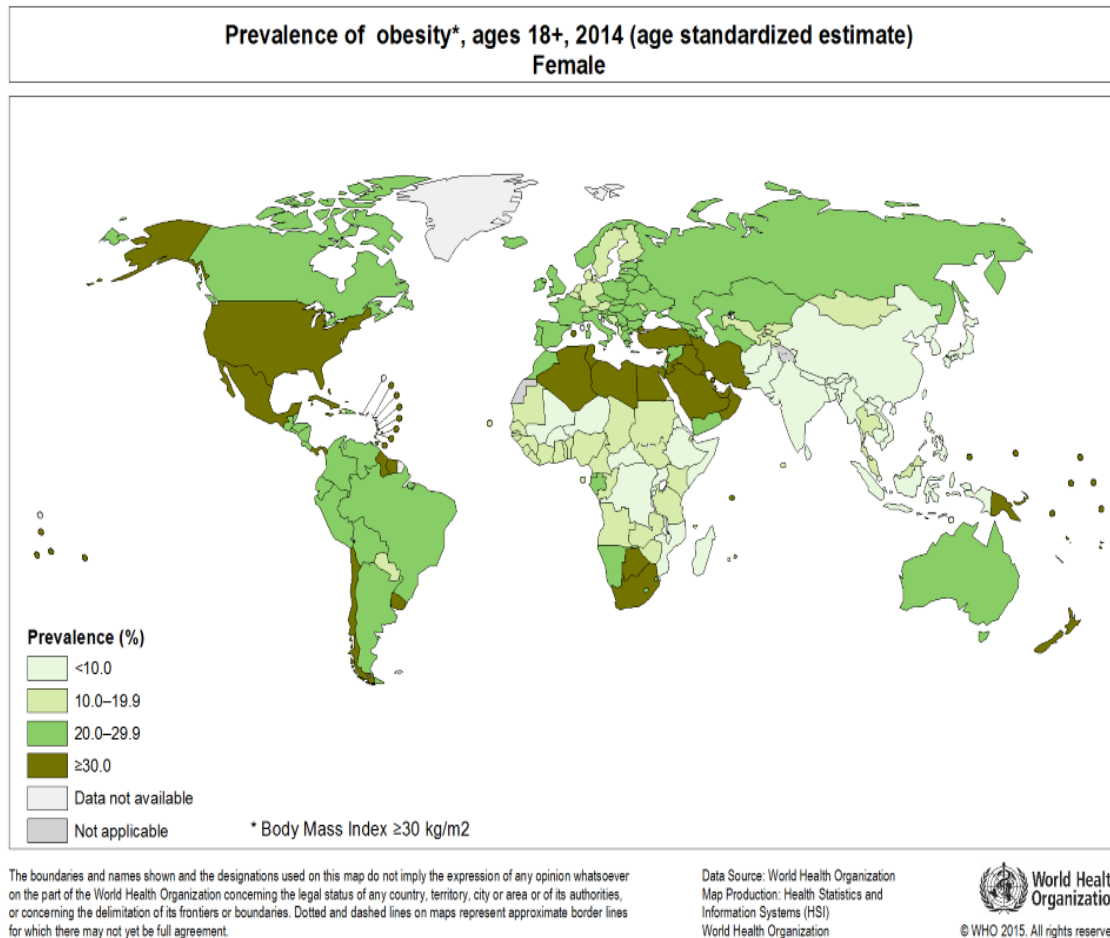 Prevalence of obesity*, ages 18+, 2014 (age standardized estimate)
Female
Prevalence (%)
<10.0
10.0–19.9
20.0–29.9
≥30.0
Data not available
Not applicable
* Body Mass Index ≥30 kg/m2
The boundaries and names shown and the designations used on this map do not imply the expression of any opinion whatsoever
on the part of the World Health Organization concerning the legal status of any country, territory, city or area or of its authorities,
or concerning the delimitation of its frontiers or boundaries. Dotted and dashed lines on maps represent approximate border lines
for which there may not yet be full agreement.
Data Source: World Health Organization
Map Production: Health Statistics and
Information Systems (HSI)
World Health Organization
World Healt
Organizatio
© WHO 2015. All rights reserve